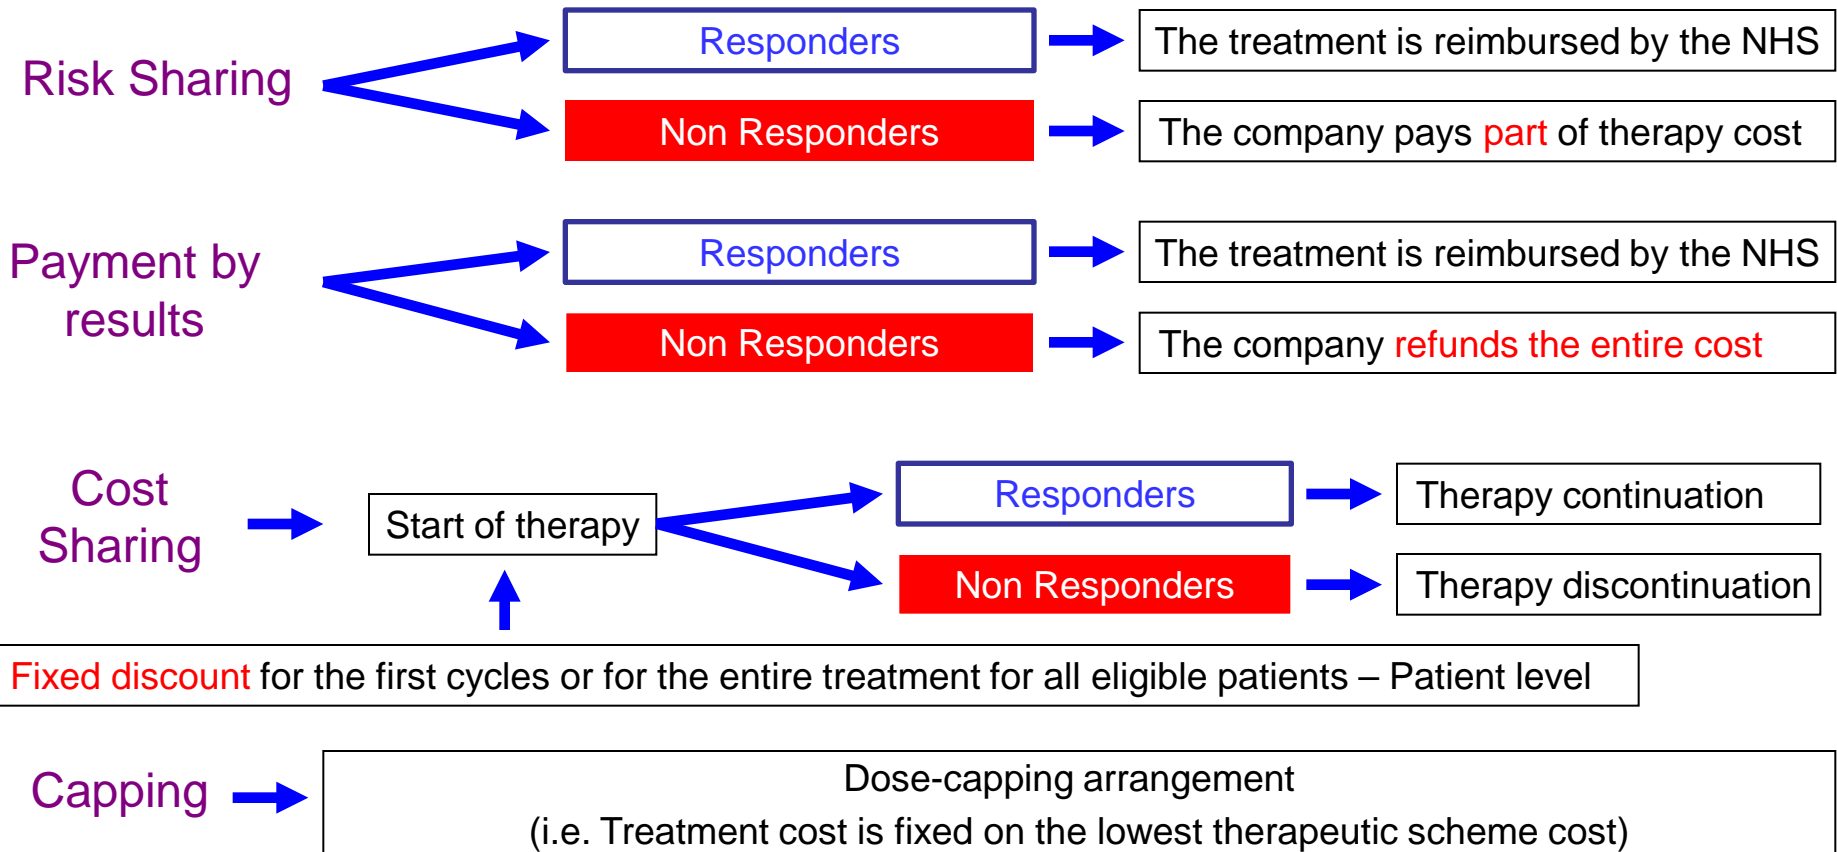 Risk Sharing
Responders
The treatment is reimbursed by the NHS
Non Responders
The company pays part of therapy cost
Payment by
results
Responders
The treatment is reimbursed by the NHS
Non Responders
The company refunds the entire cost
Cost
Sharing
Start of therapy
Responders
Therapy continuation
Non Responders
Therapy discontinuation
Fixed discount for the first cycles or for the entire treatment for all eligible patients – Patient level
Capping
Dose-capping arrangement
(i.e. Treatment cost is fixed on the lowest therapeutic scheme cost)